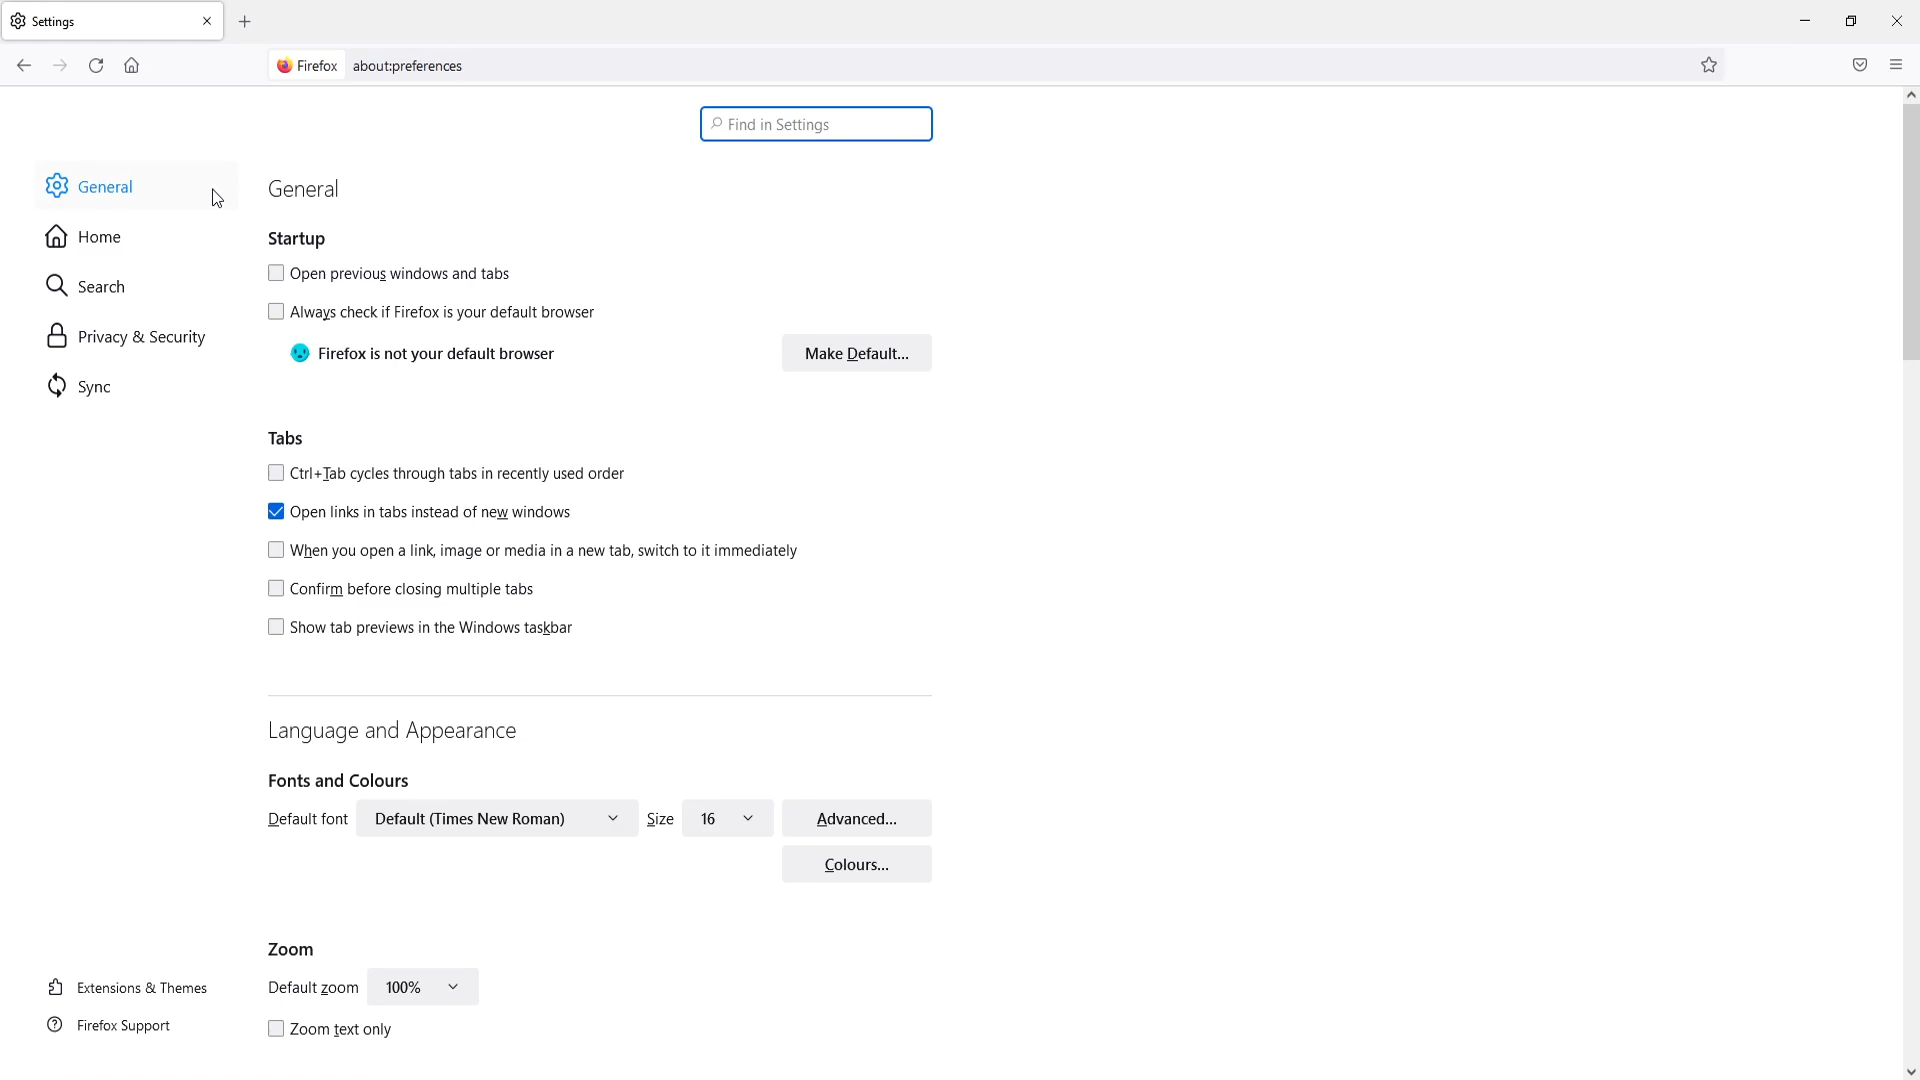 Settings
Firefox about:preferences
Find in Settings
General
Home
Search
Privacy & Security
Sync
Extensions & Themes
Firefox Support
General
Startup
Open previous windows and tabs
Always check if Firefox is your default browser
Firefox is not your default browser Make Default...
Tabs
Ctrl+Tab cycles through tabs in recently used order
Open links in tabs instead of new windows
When you open a link, image or media in a new tab, switch to it immediately
Confirm before closing multiple tabs
Show tab previews in the Windows taskbar
Language and Appearance
Fonts and Colours
Default font Default (Times New Roman) Size 16 Advanced...
Colours...
Zoom
Default zoom 100%
Zoom text only